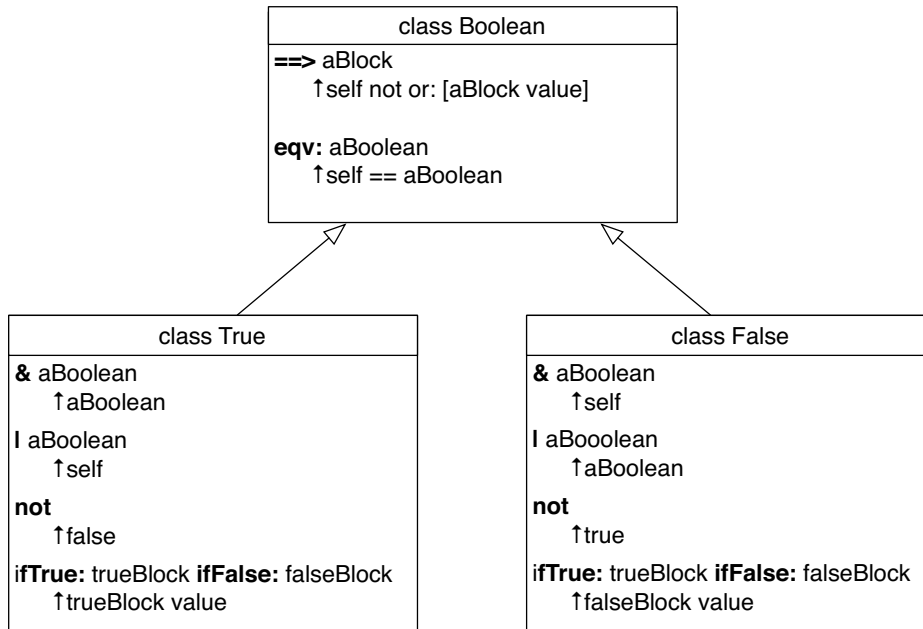 class Boolean
==> aBlock
↑self not or: [aBlock value]
eqv: aBoolean
↑self == aBoolean
class True
& aBoolean
↑aBoolean
| aBoolean
↑self
not
↑false
ifTrue: trueBlock ifFalse: falseBlock
↑trueBlock value
class False
& aBoolean
↑self
| aBooolean
↑aBoolean
not
↑true
ifTrue: trueBlock ifFalse: falseBlock
↑falseBlock value